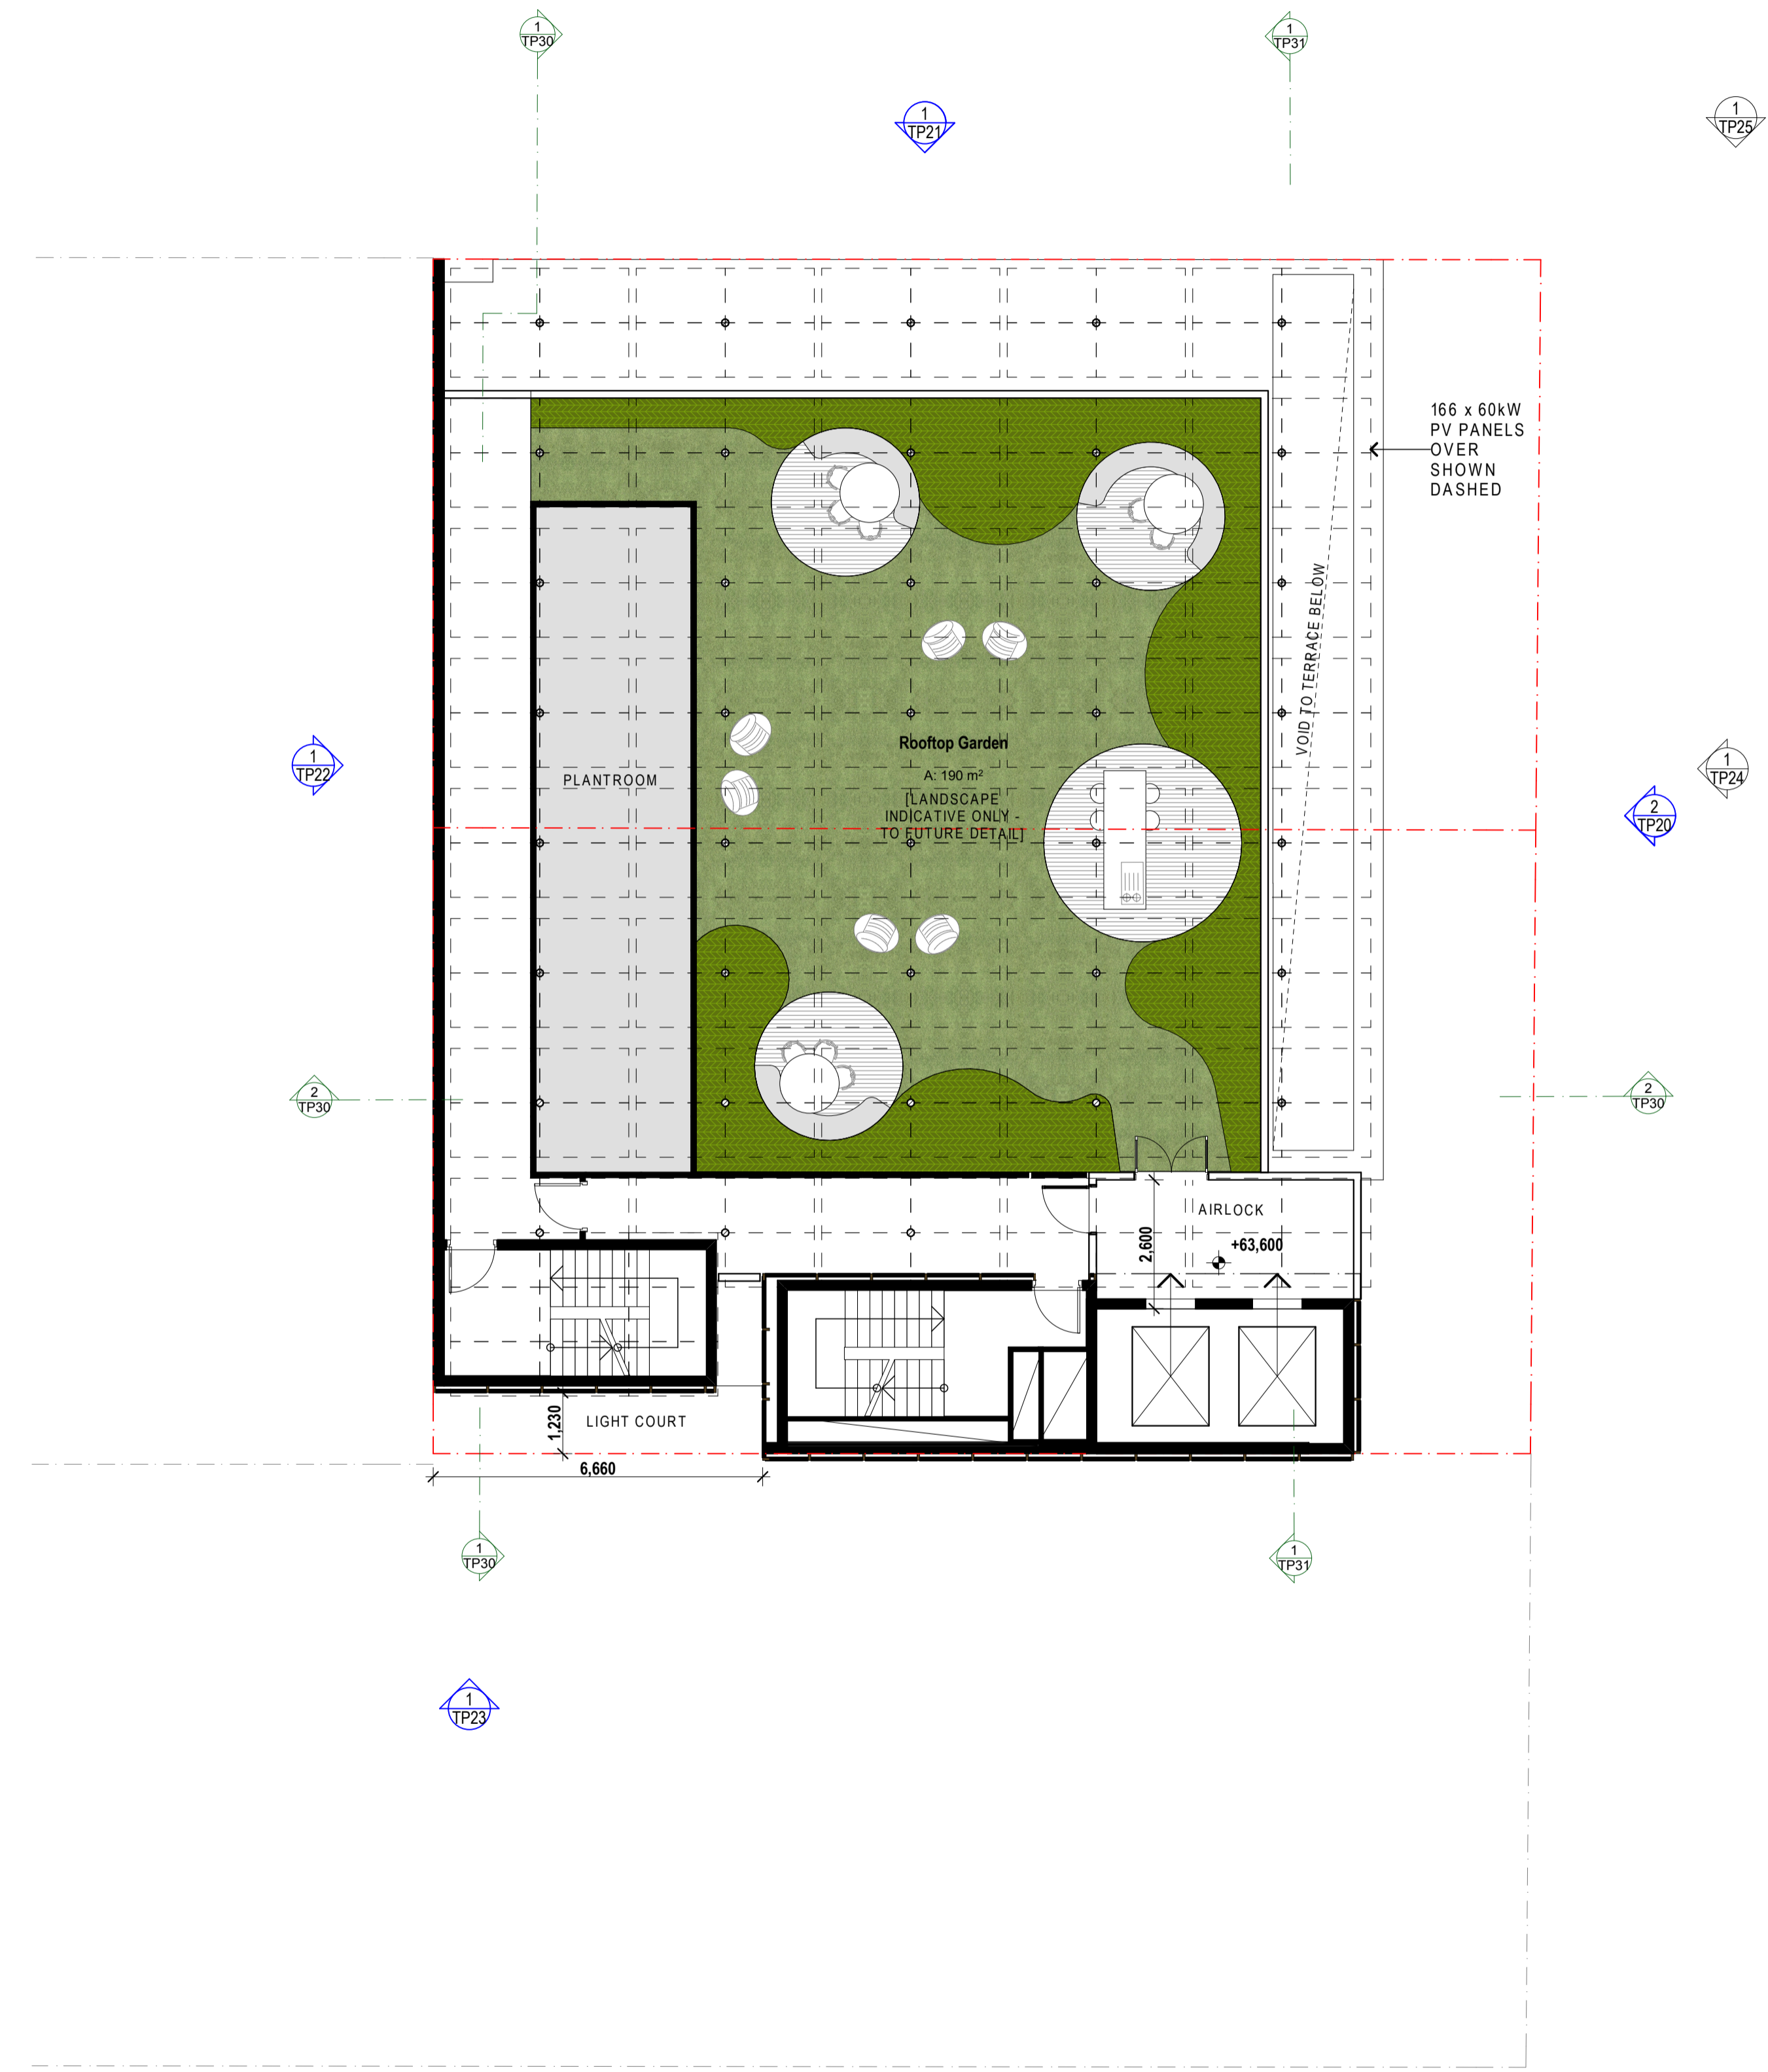 1
TP30
1
TP31
1
TP21
1
TP25
166 x 60kW
PV PANELS
OVER
SHOWN
DASHED
VOID TO TERRACE BELOW
Rooftop Garden
A: 190 m²
[LANDSCAPE
INDICATIVE ONLY -
TO FUTURE DETAIL]
PLANTROOM
1
TP22
1
TP24
2
TP20
2
TP30
2
TP30
AIRLOCK
2,600
+63,600
1,230
LIGHT COURT
6,660
1
TP30
1
TP31
1
TP23